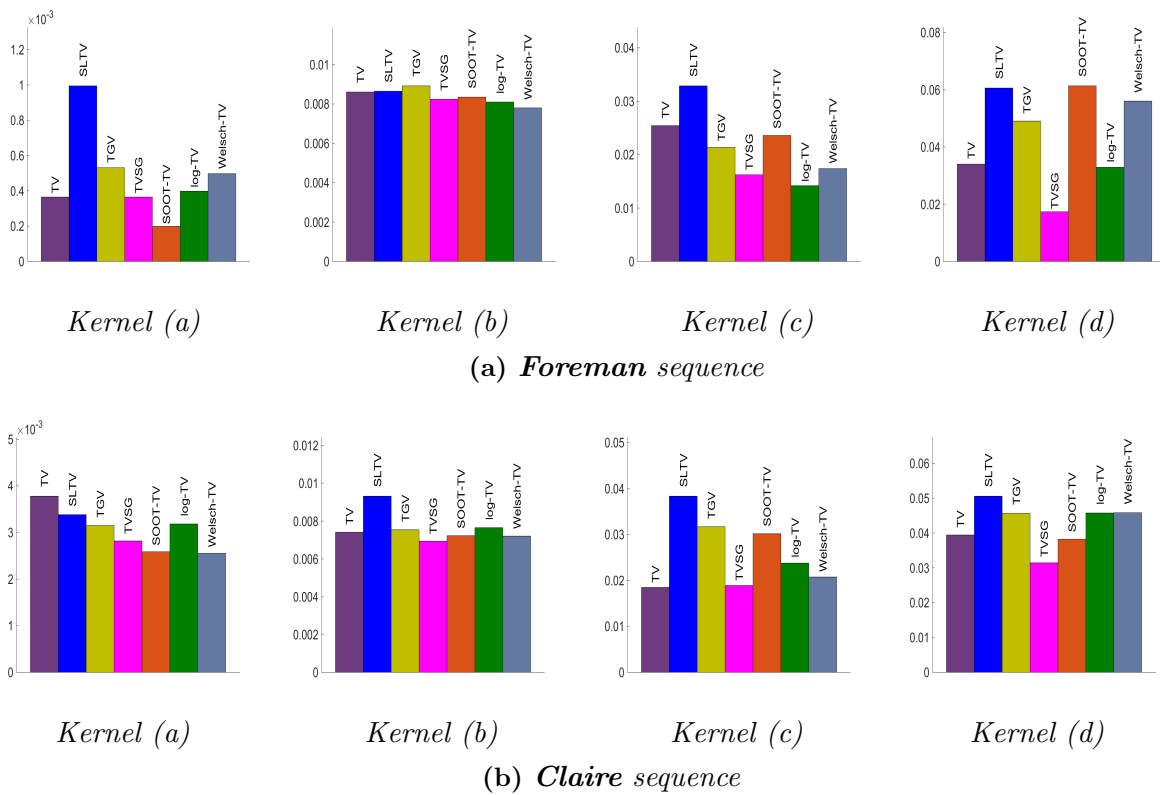 ×10⁻³
1.2
1
0.8
0.6
0.4
0.2
0
TV
SLTV
TGV
TVSG
SOOT-TV
log-TV
Welsch-TV
Kernel (a)
0.01
0.008
0.006
0.004
0.002
0
TV
SLTV
TGV
TVSG
SOOT-TV
log-TV
Welsch-TV
Kernel (b)
0.04
0.03
0.02
0.01
0
TV
SLTV
TGV
TVSG
SOOT-TV
log-TV
Welsch-TV
Kernel (c)
0.08
0.06
0.04
0.02
0
TV
SLTV
TGV
TVSG
SOOT-TV
log-TV
Welsch-TV
Kernel (d)
(a) Foreman sequence
×10⁻³
5
4
3
2
1
0
TV
SLTV
TGV
TVSG
SOOT-TV
log-TV
Welsch-TV
Kernel (a)
0.012
0.01
0.008
0.006
0.004
0.002
0
TV
SLTV
TGV
TVSG
SOOT-TV
log-TV
Welsch-TV
Kernel (b)
0.05
0.04
0.03
0.02
0.01
0
TV
SLTV
TGV
TVSG
SOOT-TV
log-TV
Welsch-TV
Kernel (c)
0.06
0.05
0.04
0.03
0.02
0.01
0
TV
SLTV
TGV
TVSG
SOOT-TV
log-TV
Welsch-TV
Kernel (d)
(b) Claire sequence